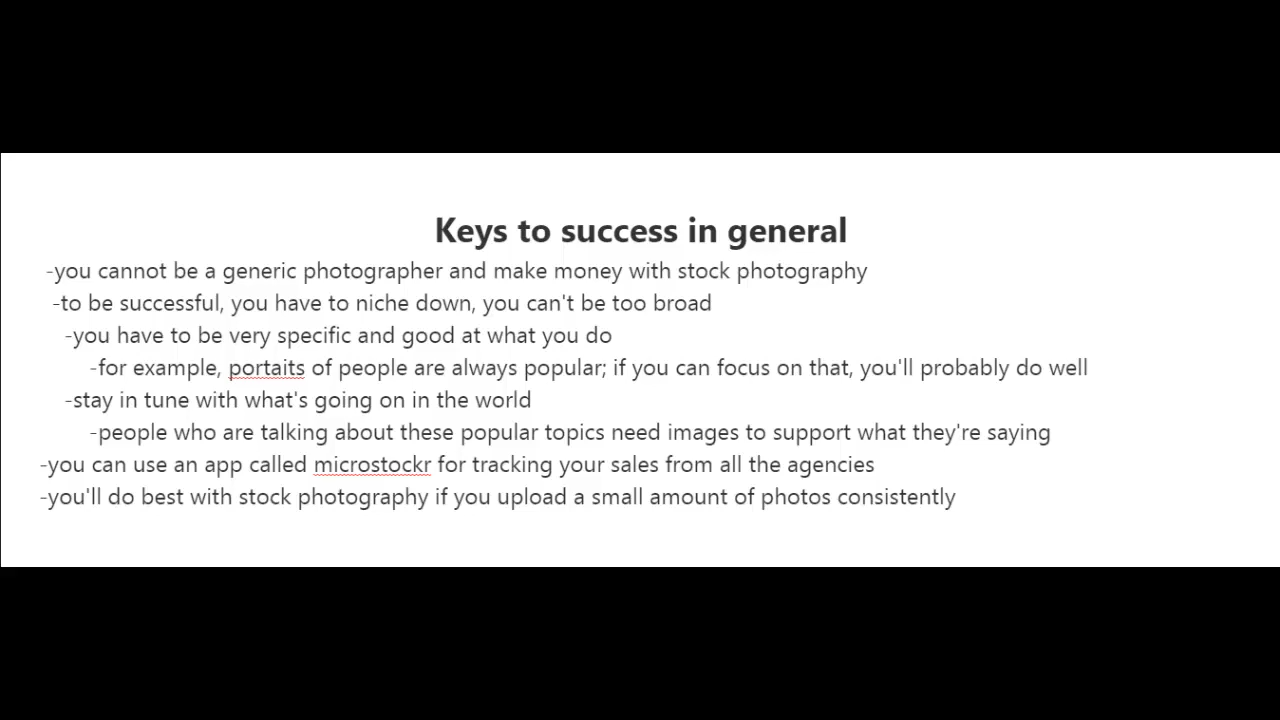 Keys to success in general
-you cannot be a generic photographer and make money with stock photography
-to be successful, you have to niche down, you can't be too broad
-you have to be very specific and good at what you do
-for example, portaits of people are always popular; if you can focus on that, you'll probably do well
-stay in tune with what's going on in the world
-people who are talking about these popular topics need images to support what they're saying
-you can use an app called microstockr for tracking your sales from all the agencies
-you'll do best with stock photography if you upload a small amount of photos consistently